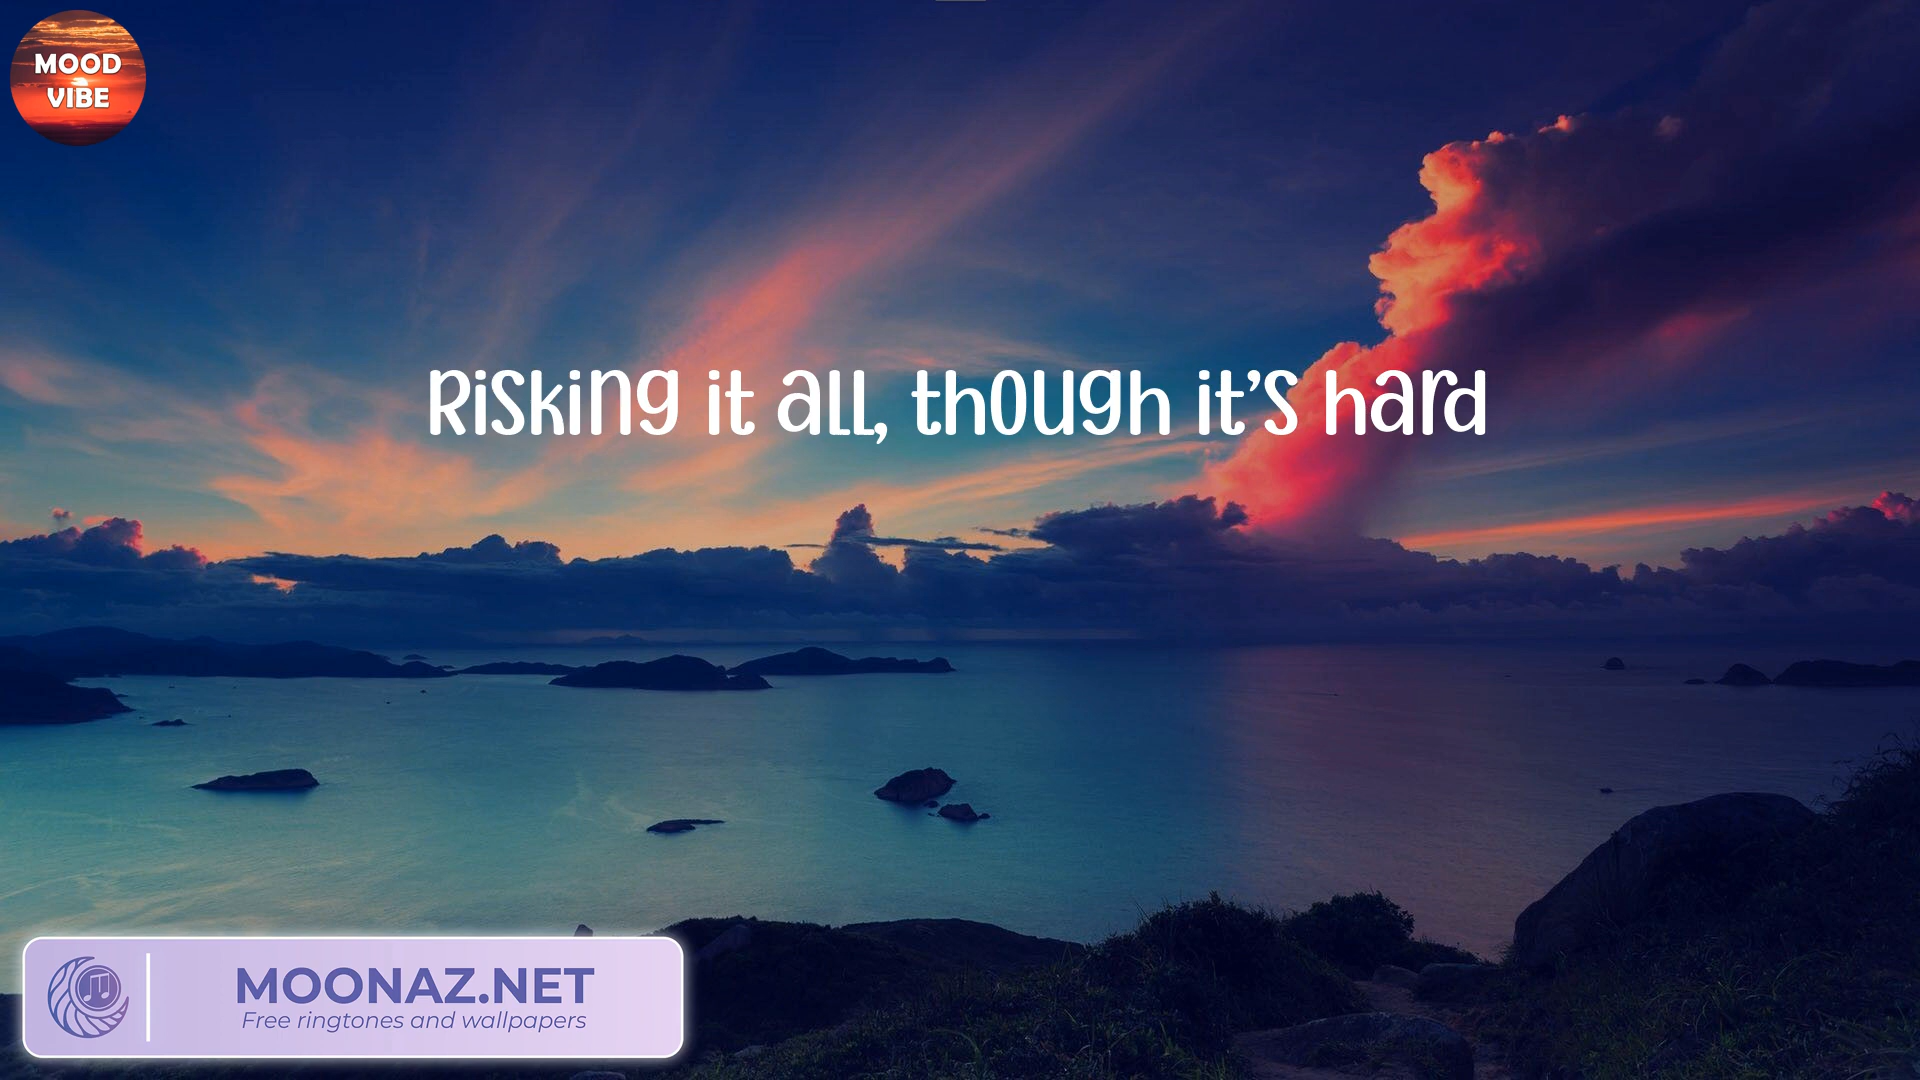 MOOD
VIBE
Risking it all, though it's hard
MOONAZ.NET
Free ringtones and wallpapers